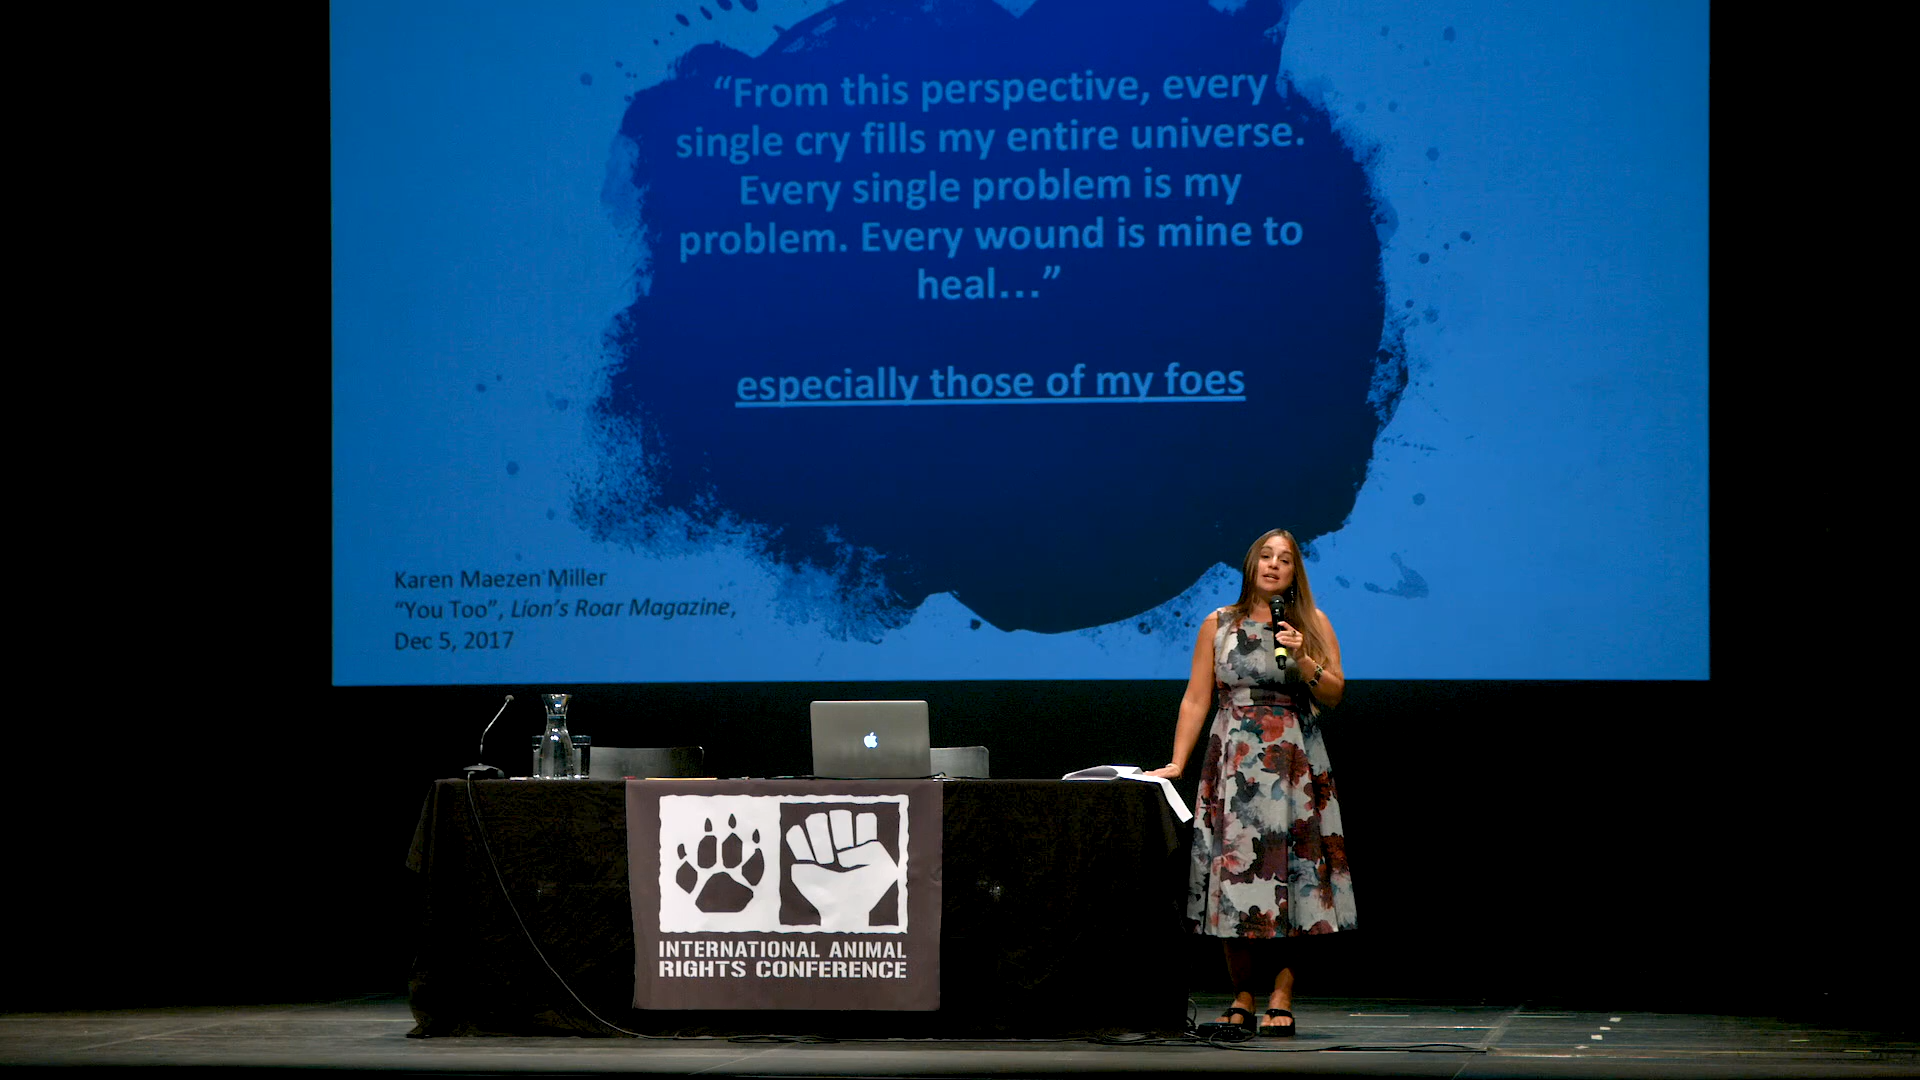 “From this perspective, every
single cry fills my entire universe.
Every single problem is my
problem. Every wound is mine to
heal…”
especially those of my foes
Karen Maezen Miller
“You Too”, Lion’s Roar Magazine,
Dec 5, 2017
INTERNATIONAL ANIMAL
RIGHTS CONFERENCE